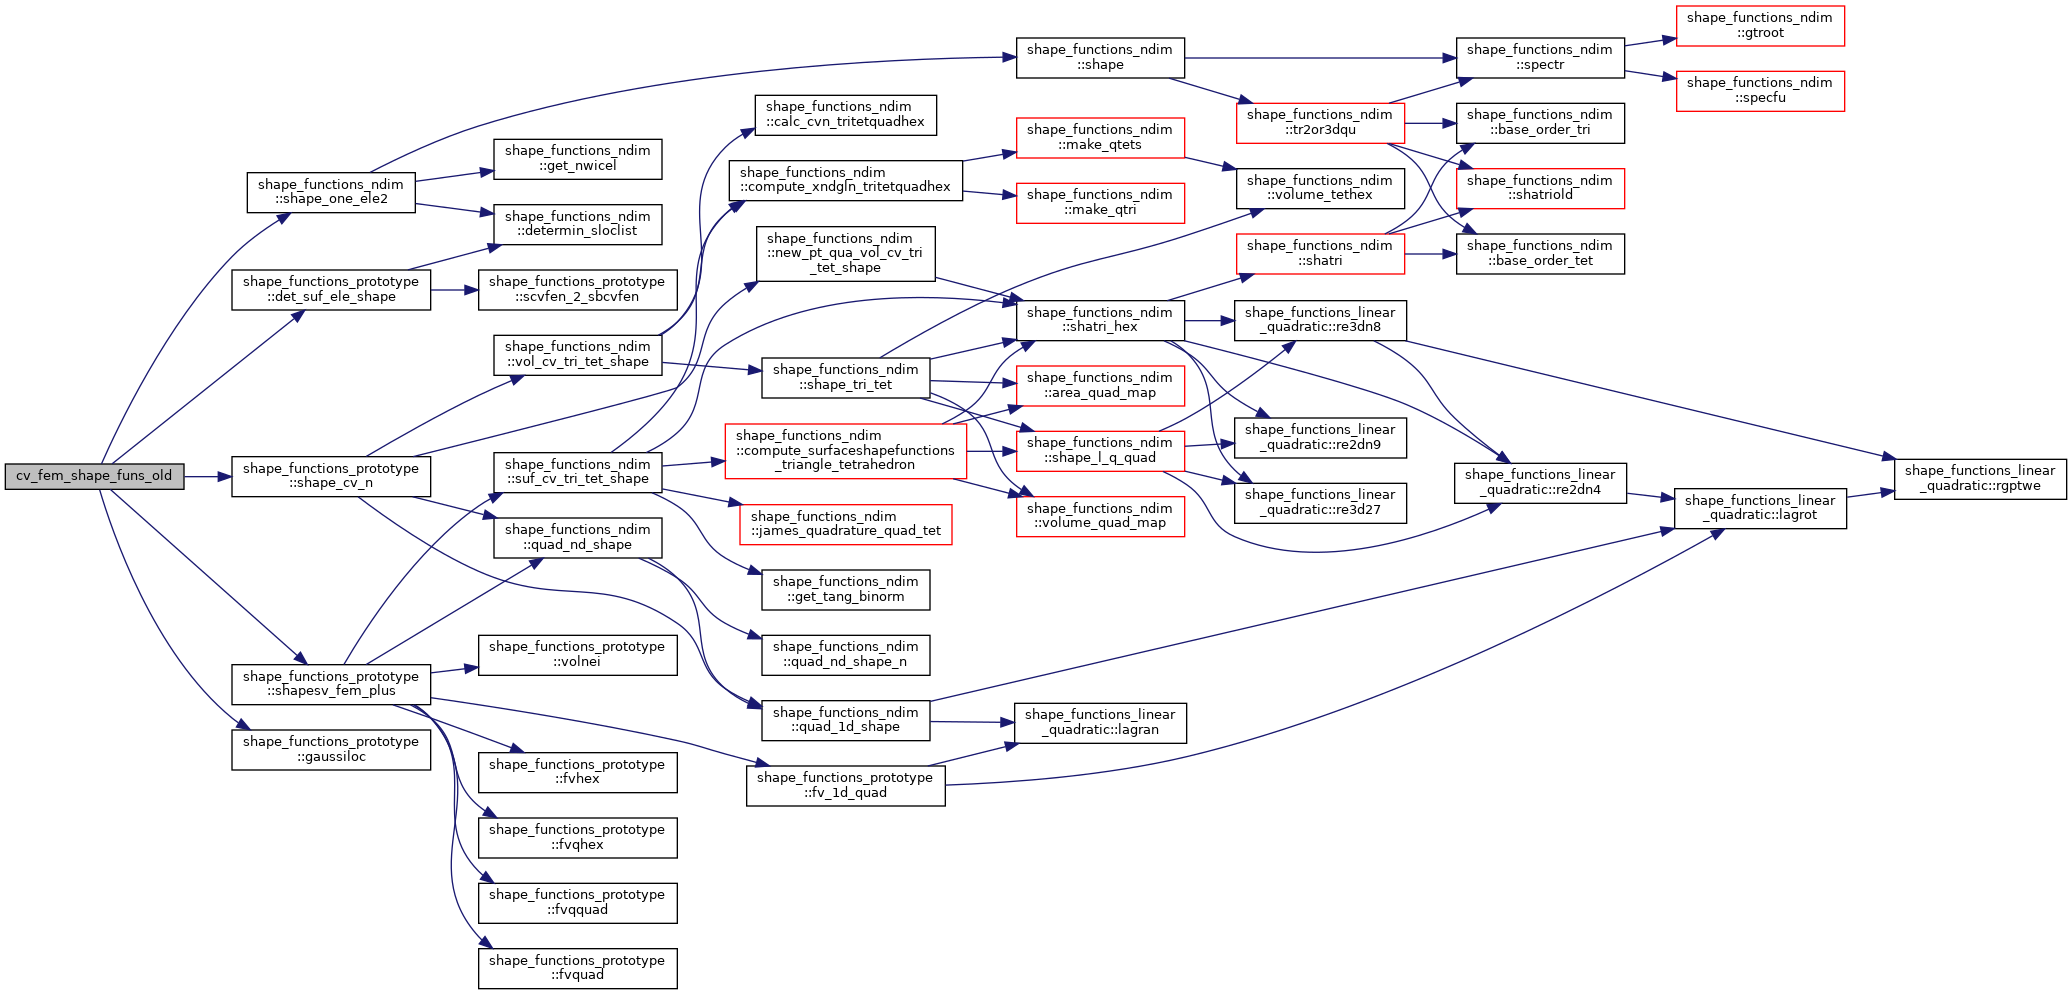 cv_fem_shape_funs_old
shape_functions_ndim
::shape_one_ele2
shape_functions_prototype
::det_suf_ele_shape
shape_functions_prototype
::shape_cv_n
shape_functions_prototype
::shapesv_fem_plus
shape_functions_prototype
::gaussiloc
shape_functions_ndim
::get_nwicel
shape_functions_ndim
::determin_sloclist
shape_functions_prototype
::scvfen_2_sbcvfen
shape_functions_ndim
::vol_cv_tri_tet_shape
shape_functions_ndim
::suf_cv_tri_tet_shape
shape_functions_ndim
::quad_nd_shape
shape_functions_prototype
::volnei
shape_functions_prototype
::fvhex
shape_functions_prototype
::fvqhex
shape_functions_prototype
::fvqquad
shape_functions_prototype
::fvquad
shape_functions_ndim
::calc_cvn_tritetquadhex
shape_functions_ndim
::compute_xndgln_tritetquadhex
shape_functions_ndim
::new_pt_qua_vol_cv_tri
_tet_shape
shape_functions_ndim
::shape_tri_tet
shape_functions_ndim
::compute_surfaceshapefunctions
_triangle_tetrahedron
shape_functions_ndim
::james_quadrature_quad_tet
shape_functions_ndim
::get_tang_binorm
shape_functions_ndim
::quad_nd_shape_n
shape_functions_ndim
::quad_1d_shape
shape_functions_prototype
::fv_1d_quad
shape_functions_ndim
::shape
shape_functions_ndim
::make_qtets
shape_functions_ndim
::make_qtri
shape_functions_ndim
::shatri_hex
shape_functions_ndim
::area_quad_map
shape_functions_ndim
::shape_l_q_quad
shape_functions_ndim
::volume_quad_map
shape_functions_linear
_quadratic::lagran
shape_functions_ndim
::tr2or3dqu
shape_functions_ndim
::volume_tethex
shape_functions_ndim
::shatri
shape_functions_linear
_quadratic::re3dn8
shape_functions_linear
_quadratic::re2dn9
shape_functions_linear
_quadratic::re3d27
shape_functions_ndim
::spectr
shape_functions_ndim
::base_order_tri
shape_functions_ndim
::shatriold
shape_functions_ndim
::base_order_tet
shape_functions_linear
_quadratic::re2dn4
shape_functions_ndim
::gtroot
shape_functions_ndim
::specfu
shape_functions_linear
_quadratic::lagrot
shape_functions_linear
_quadratic::rgptwe